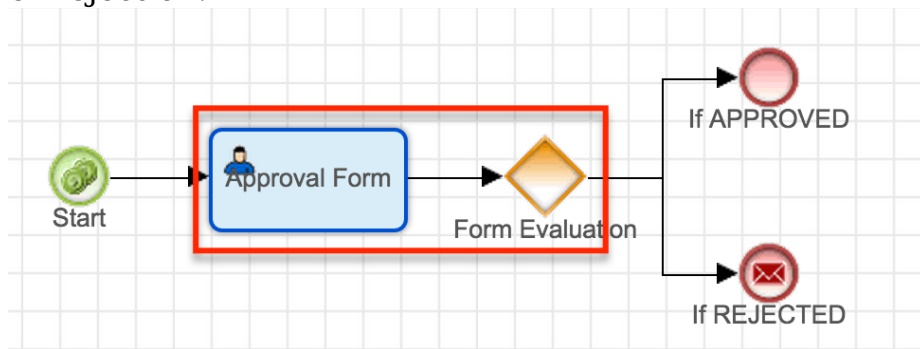 Start
Approval Form
Form Evaluation
If APPROVED
If REJECTED